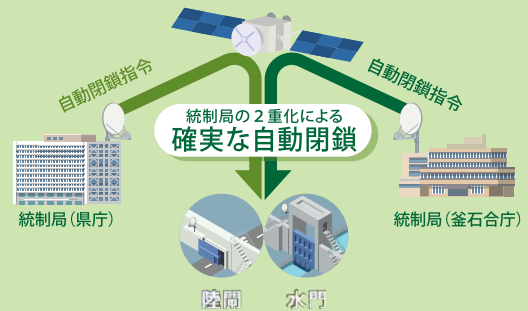 自動閉鎖指令
自動閉鎖指令
統制局の２重化による
確実な自動閉鎖
統制局（県庁）
統制局（釜石合庁）
陸閘
水門